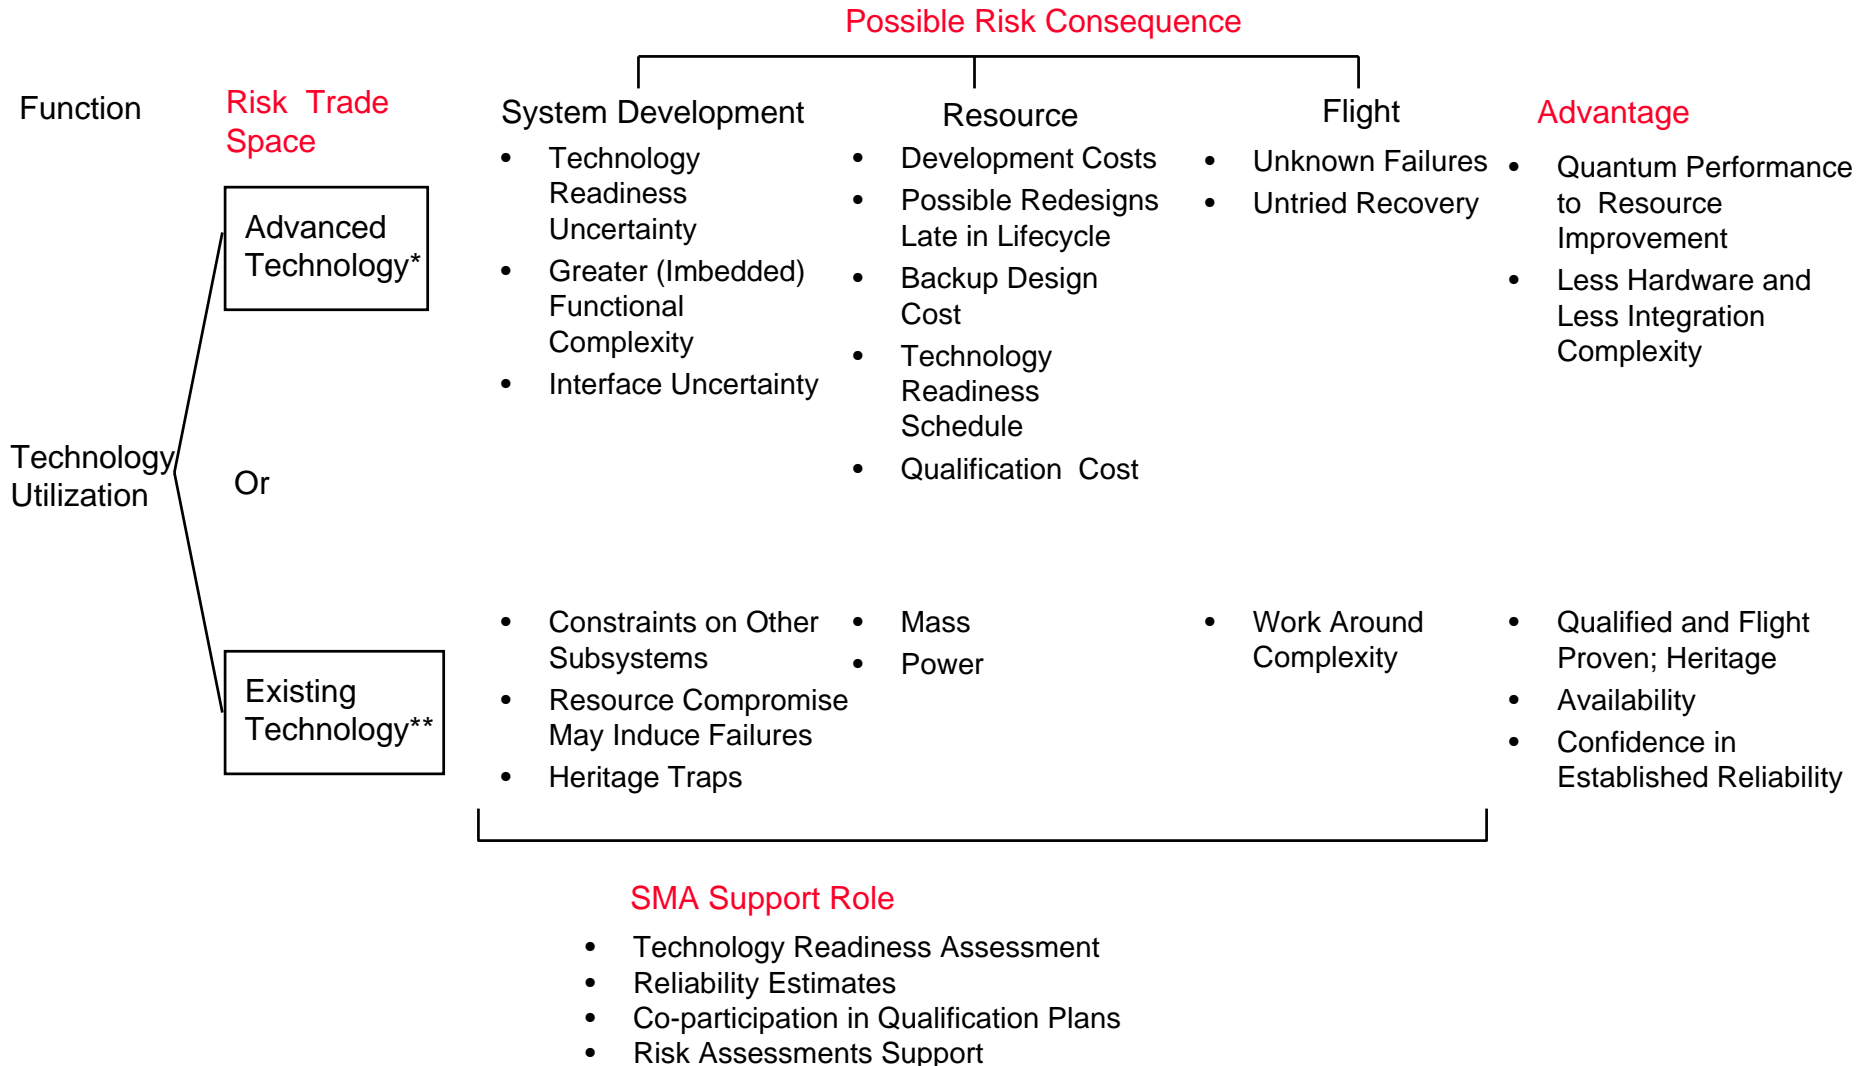 Possible Risk Consequence
Function
Risk Trade
Space
System Development
Resource
Flight
Advantage
Advanced
Technology*
• Technology
Readiness
Uncertainty
• Greater (Imbedded)
Functional
Complexity
• Interface Uncertainty
• Development Costs
• Possible Redesigns
Late in Lifecycle
• Backup Design
Cost
• Technology
Readiness
Schedule
• Qualification Cost
• Unknown Failures
• Untried Recovery
• Quantum Performance
to Resource
Improvement
• Less Hardware and
Less Integration
Complexity
Technology
Utilization
Or
Existing
Technology**
• Constraints on Other
Subsystems
• Resource Compromise
May Induce Failures
• Heritage Traps
• Mass
• Power
• Work Around
Complexity
• Qualified and Flight
Proven; Heritage
• Availability
• Confidence in
Established Reliability
SMA Support Role
• Technology Readiness Assessment
• Reliability Estimates
• Co-participation in Qualification Plans
• Risk Assessments Support